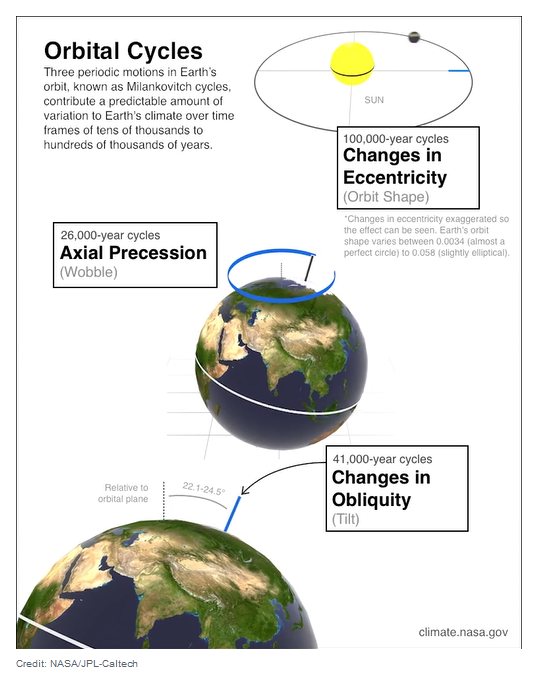 Orbital Cycles
Three periodic motions in Earth's
orbit, known as Milankovitch cycles,
contribute a predictable amount of
variation to Earth's climate over time
frames of tens of thousands to
hundreds of thousands of years.
SUN
100,000-year cycles
Changes in
Eccentricity
(Orbit Shape)
*Changes in eccentricity exaggerated so
the effect can be seen. Earth's orbit
shape varies between 0.0034 (almost a
perfect circle) to 0.058 (slightly elliptical).
26,000-year cycles
Axial Precession
(Wobble)
41,000-year cycles
Changes in
Obliquity
(Tilt)
Relative to
orbital plane
22.1-24.5°
climate.nasa.gov
Credit: NASA/JPL-Caltech